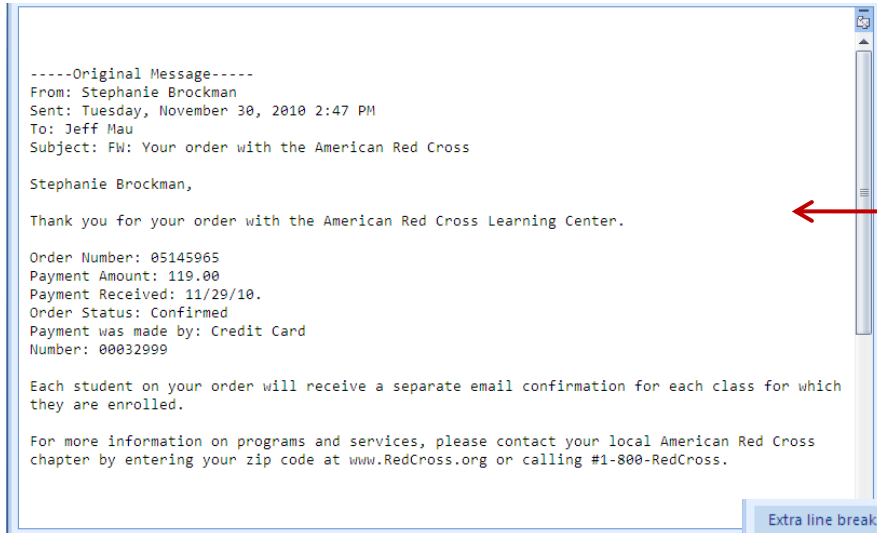 -----Original Message-----
From: Stephanie Brockman
Sent: Tuesday, November 30, 2010 2:47 PM
To: Jeff Mau
Subject: FW: Your order with the American Red Cross
Stephanie Brockman,
Thank you for your order with the American Red Cross Learning Center.
Order Number: 05145965
Payment Amount: 119.00
Payment Received: 11/29/10.
Order Status: Confirmed
Payment was made by: Credit Card
Number: 00032999
Each student on your order will receive a separate email confirmation for each class for which
they are enrolled.
For more information on programs and services, please contact your local American Red Cross
chapter by entering your zip code at www.RedCross.org or calling #1-800-RedCross.
Extra line break